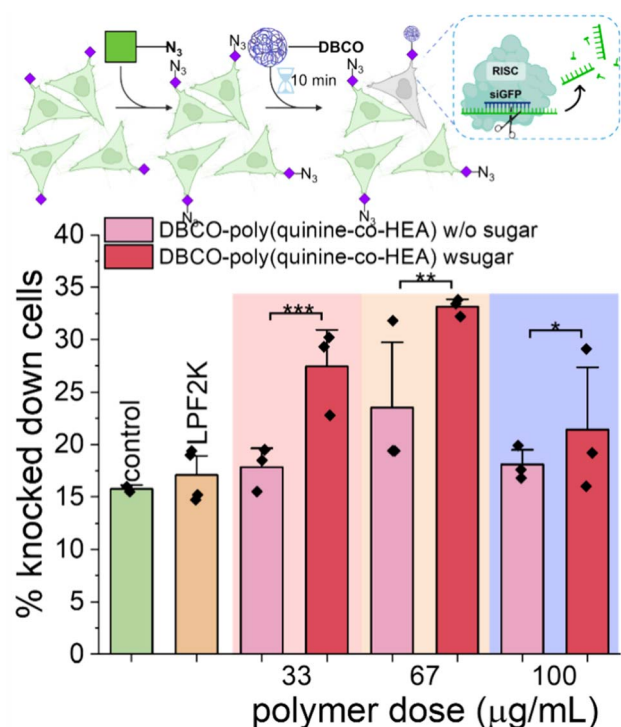 N₃
N₃
DBCO
10 min
RISC
siGFP
N₃
N₃
N₃
N₃
DBCO-poly(quinine-co-HEA) w/o sugar
DBCO-poly(quinine-co-HEA) wsugar
% knocked down cells
40
35
30
25
20
15
10
5
0
control
LPF2K
***
**
*
33
67
100
polymer dose (μg/mL)